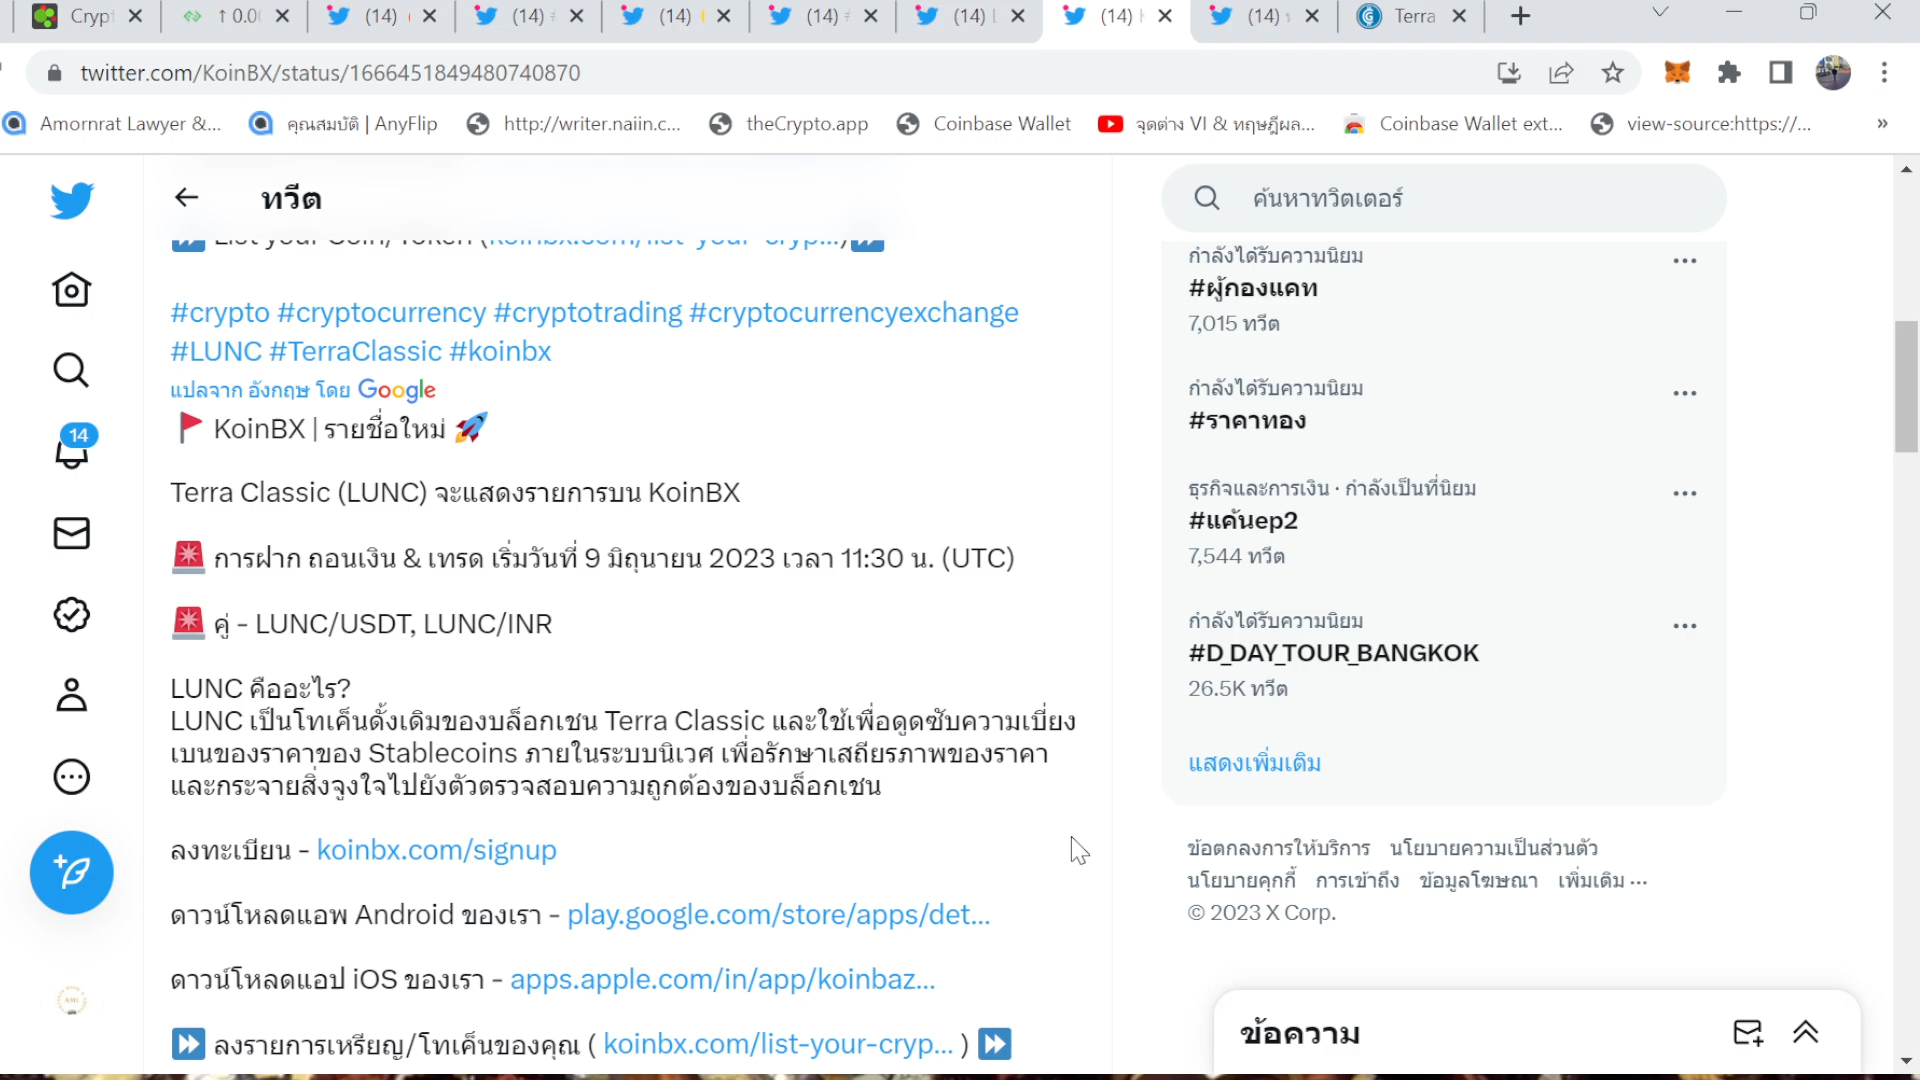 Crypt
↑ 0.0
(14)
(14) #
(14)
(14) #
(14) L
(14)
(14)
Terra
twitter.com/KoinBX/status/1666451849480740870
Amornrat Lawyer &...
คุณสมบัติ | AnyFlip
http://writer.naiin.c...
theCrypto.app
Coinbase Wallet
จุดต่าง VI & ทฤษฎีผล...
Coinbase Wallet ext...
view-source:https://...
»
ทวีต
List your Coin/Token (koinbx.com/list-your-cryp...)
#crypto #cryptocurrency #cryptotrading #cryptocurrencyexchange
#LUNC #TerraClassic #koinbx
แปลจาก อังกฤษ โดย Google
🚩 KoinBX | รายชื่อใหม่ 🚀
Terra Classic (LUNC) จะแสดงรายการบน KoinBX
🚨 การฝาก ถอนเงิน & เทรด เริ่มวันที่ 9 มิถุนายน 2023 เวลา 11:30 น. (UTC)
🚨 คู่ - LUNC/USDT, LUNC/INR
LUNC คืออะไร?
LUNC เป็นโทเค็นดั้งเดิมของบล็อกเชน Terra Classic และใช้เพื่อดูดซับความเบี่ยง
เบนของราคาของ Stablecoins ภายในระบบนิเวศ เพื่อรักษาเสถียรภาพของราคา
และกระจายสิ่งจูงใจไปยังตัวตรวจสอบความถูกต้องของบล็อกเชน
ลงทะเบียน - koinbx.com/signup
ดาวน์โหลดแอพ Android ของเรา - play.google.com/store/apps/det...
ดาวน์โหลดแอป iOS ของเรา - apps.apple.com/in/app/koinbaz...
⏩ ลงรายการเหรียญ/โทเค็นของคุณ ( koinbx.com/list-your-cryp... ) ⏩
14
ค้นหาทวิตเตอร์
กำลังได้รับความนิยม
#ผู้กองแคท
7,015 ทวีต
กำลังได้รับความนิยม
#ราคาทอง
ธุรกิจและการเงิน · กำลังเป็นที่นิยม
#แค้นep2
7,544 ทวีต
กำลังได้รับความนิยม
#D_DAY_TOUR_BANGKOK
26.5K ทวีต
แสดงเพิ่มเติม
ข้อตกลงการให้บริการ นโยบายความเป็นส่วนตัว
นโยบายคุกกี้ การเข้าถึง ข้อมูลโฆษณา เพิ่มเติม ···
© 2023 X Corp.
ข้อความ